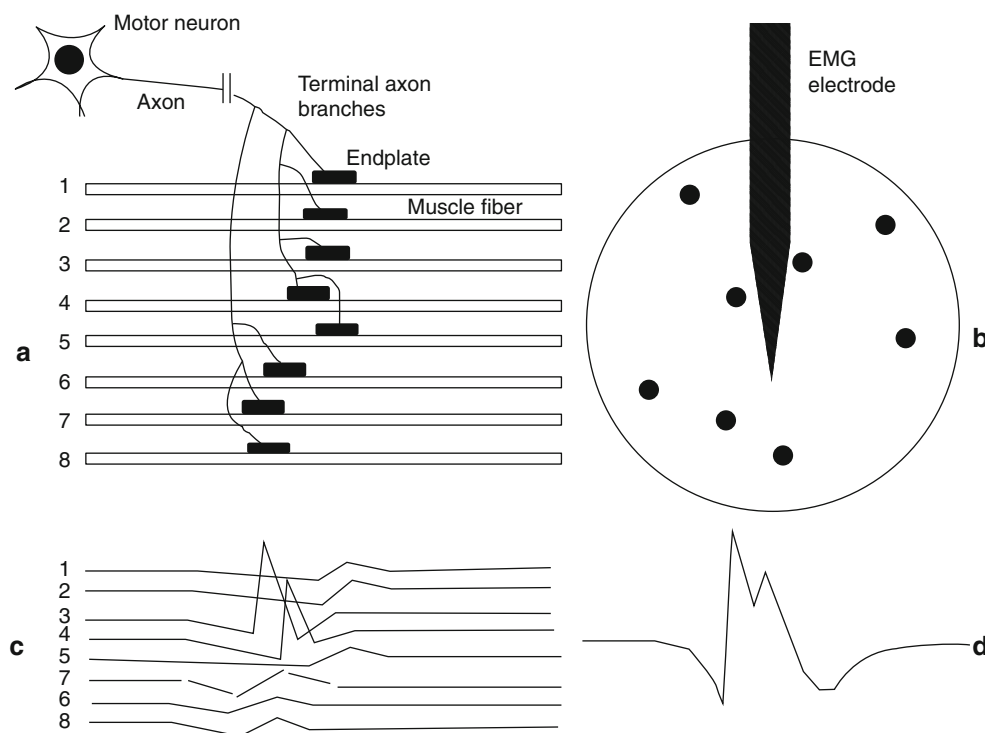 Motor neuron
Axon
Terminal axon
branches
Endplate
Muscle fiber
1
2
3
4
5
6
7
8
a
EMG
electrode
b
1
2
3
4
5
7
6
8
c
d